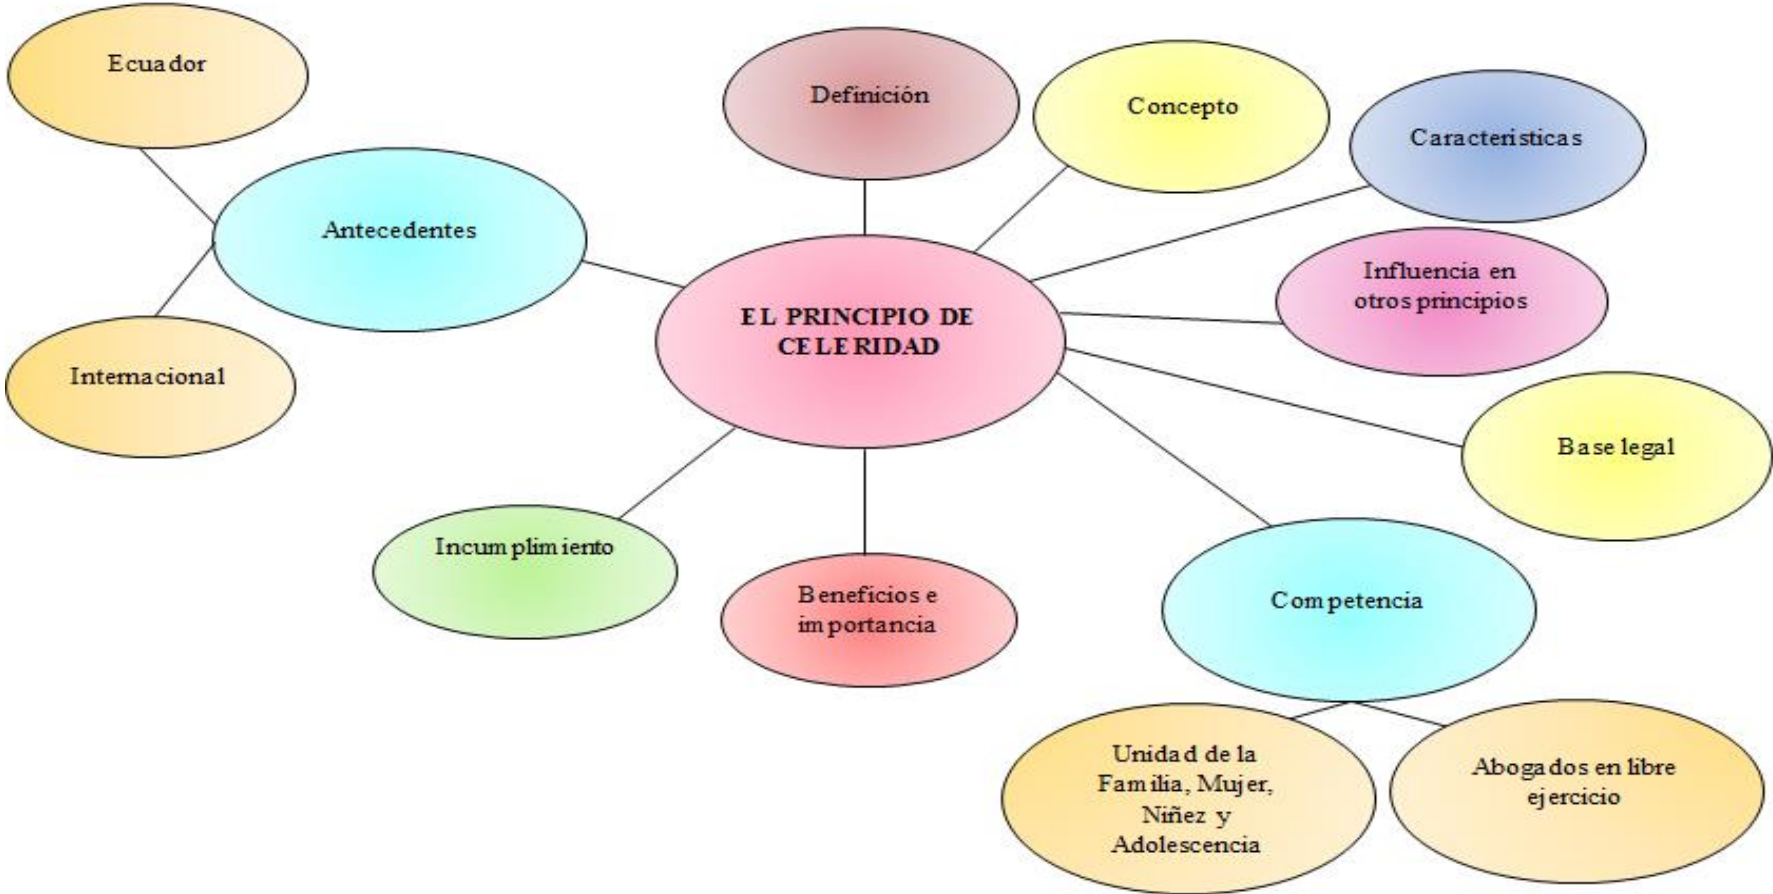 Ecuador
Definición
Concepto
Caracteristicas
Antecedentes
Influencia en
otros principios
EL PRINCIPIO DE
CELERIDAD
Internacional
Base legal
Incumplimiento
Beneficios e
importancia
Competencia
Unidad de la
Família, Mujer,
Niñez y
Adolescencia
Abogados en libre
ejercicio